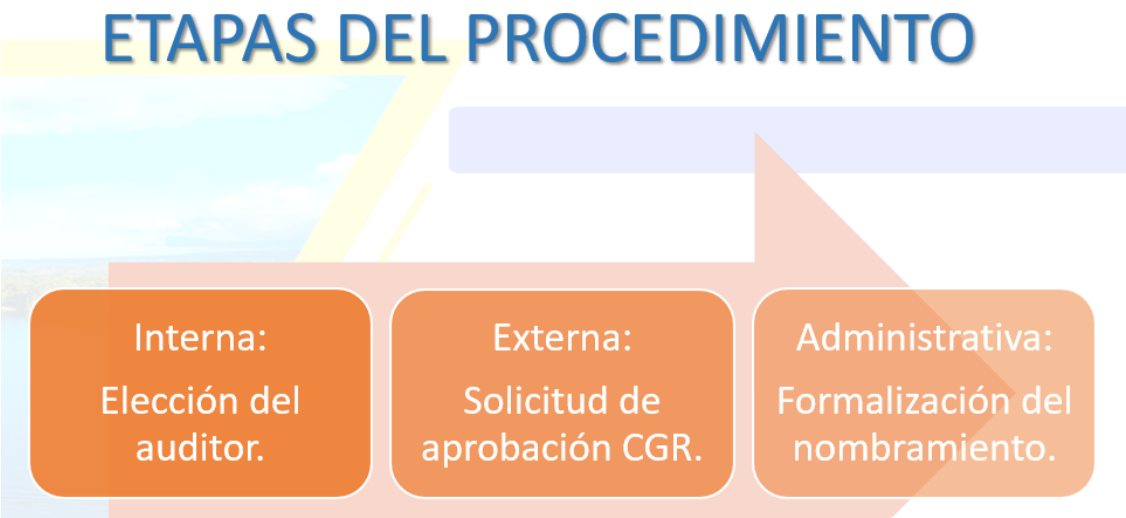 ETAPAS DEL PROCEDIMIENTO
Interna:
Elección del
auditor.
Externa:
Solicitud de
aprobación CGR.
Administrativa:
Formalización del
nombramiento.